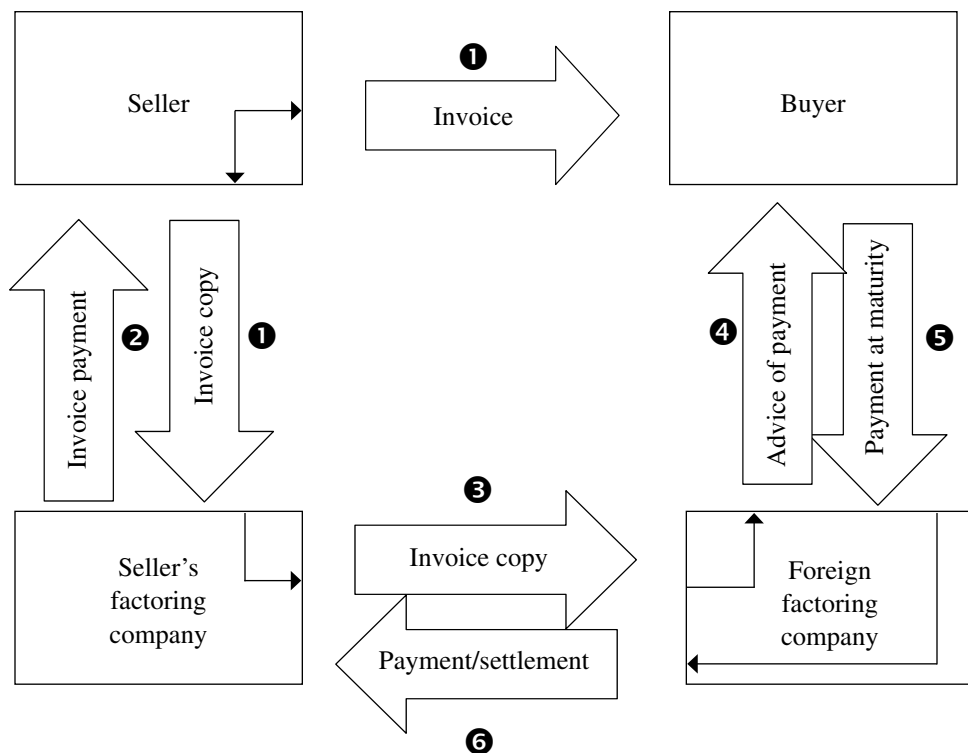 ❶
Seller
Invoice
Buyer
Invoice payment
❷
Invoice copy
❶
❹
Advice of payment
Payment at maturity
❺
❸
Seller’s
factoring
company
Invoice copy
Payment/settlement
Foreign
factoring
company
❻